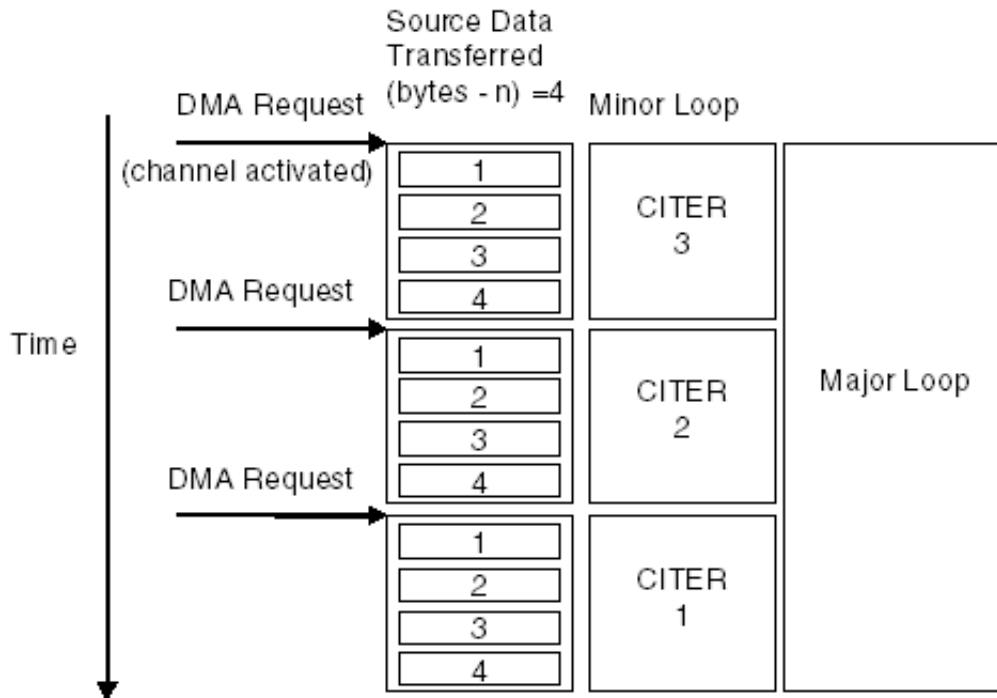 Source Data
Transferred
(bytes - n) =4
DMA Request
Minor Loop
(channel activated)
1
2
3
4
CITER
3
DMA Request
Time
1
2
3
4
CITER
2
Major Loop
DMA Request
1
2
3
4
CITER
1